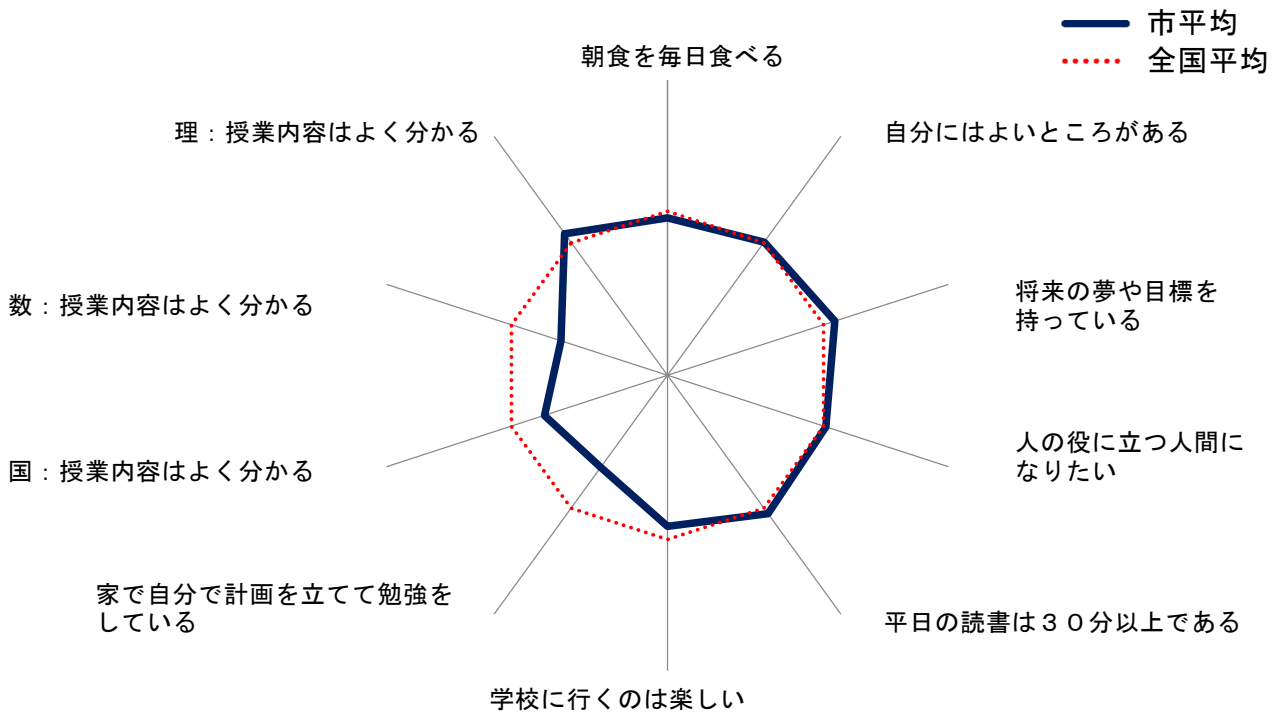 市平均
全国平均
朝食を毎日食べる
自分にはよいところがある
将来の夢や目標を
持っている
人の役に立つ人間に
なりたい
平日の読書は３０分以上である
学校に行くのは楽しい
家で自分で計画を立てて勉強を
している
国：授業内容はよく分かる
数：授業内容はよく分かる
理：授業内容はよく分かる